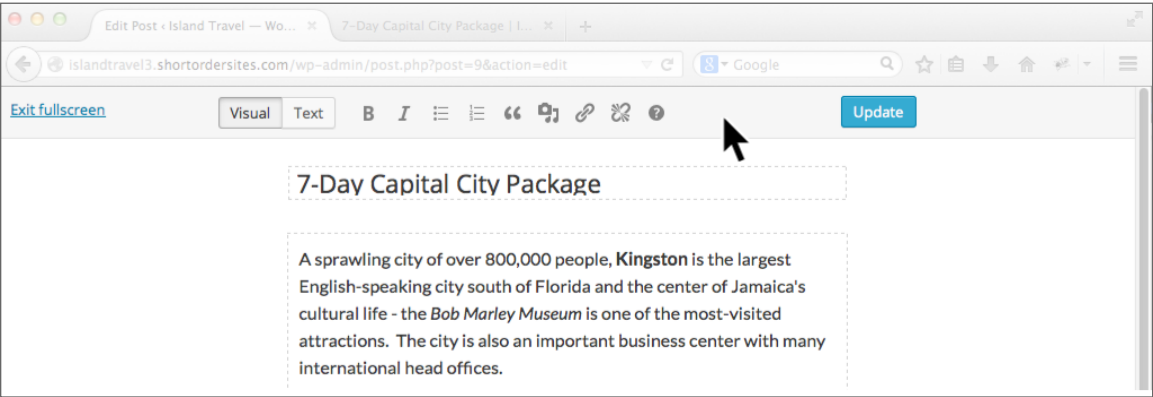 Edit Post ‹ Island Travel — Wo...
7-Day Capital City Package | I...
islandtravel3.shortordersites.com/wp-admin/post.php?post=9&action=edit
Google
Exit fullscreen
Visual Text B I Update
7-Day Capital City Package
A sprawling city of over 800,000 people, Kingston is the largest
English-speaking city south of Florida and the center of Jamaica's
cultural life - the Bob Marley Museum is one of the most-visited
attractions. The city is also an important business center with many
international head offices.